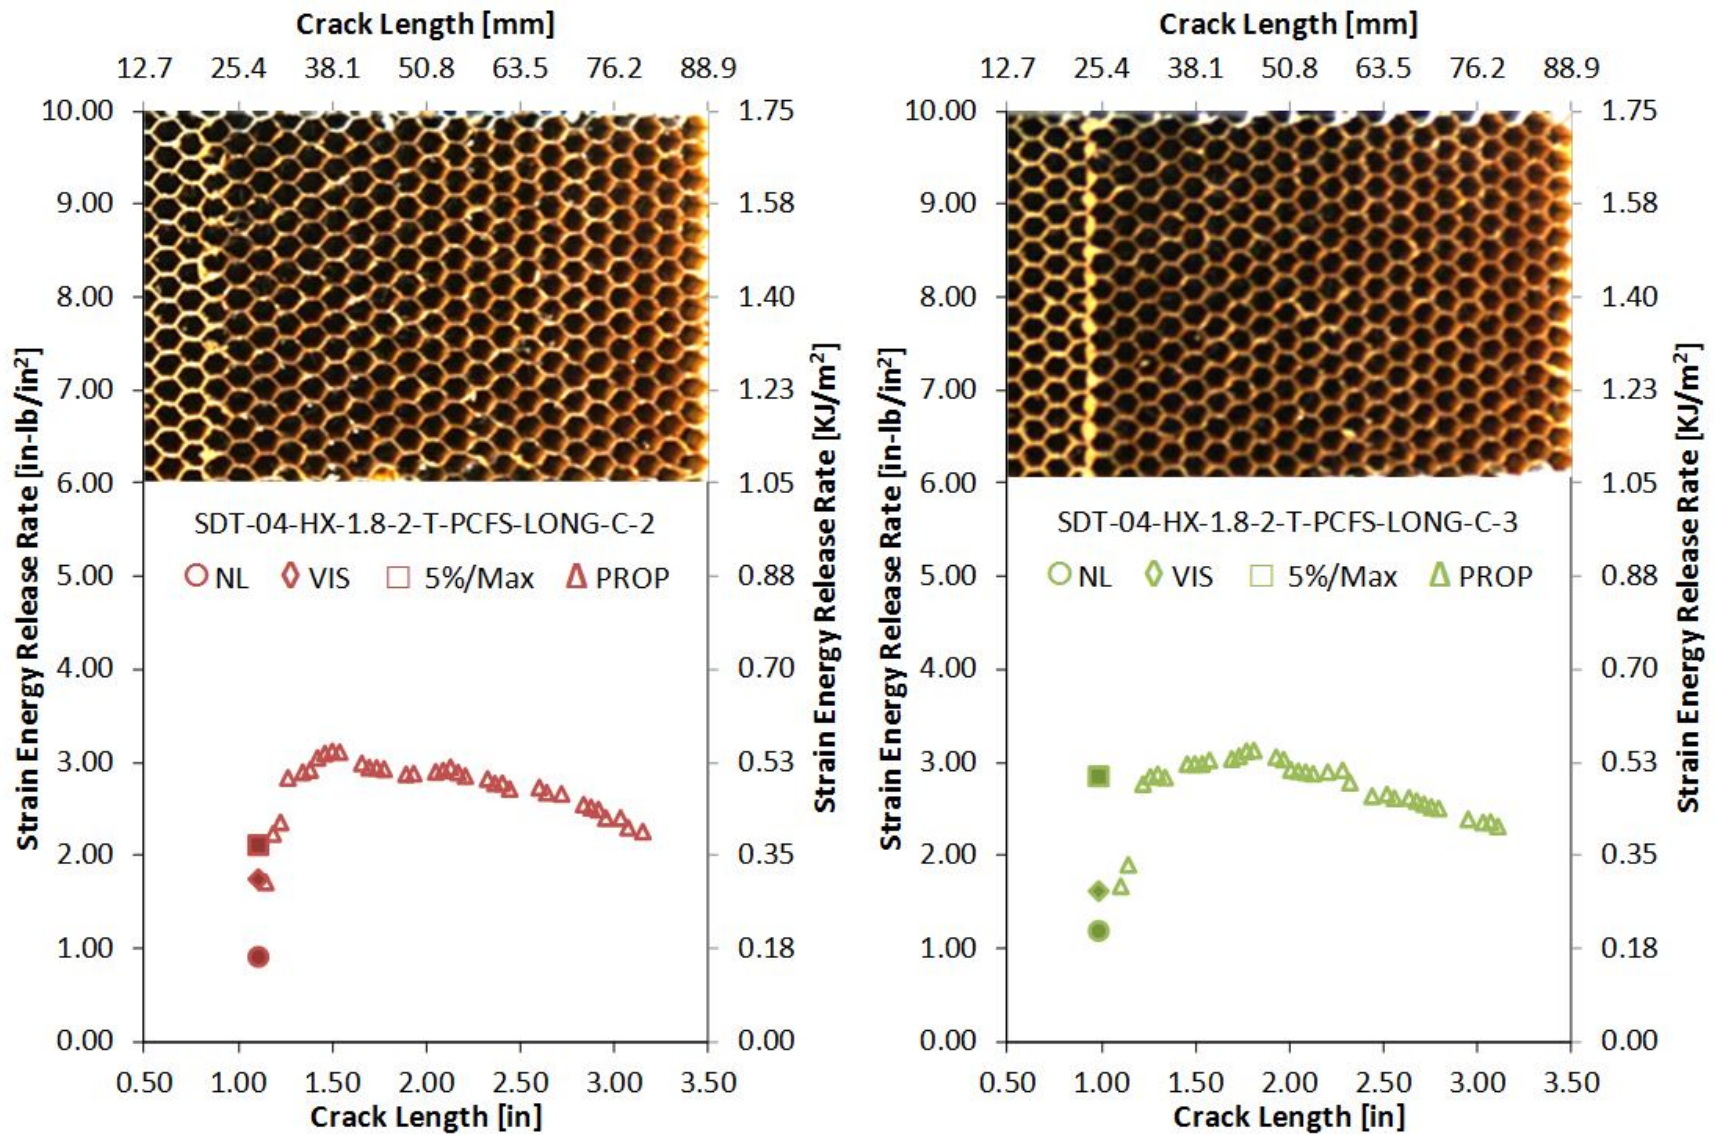 Crack Length [mm]
12.7 25.4 38.1 50.8 63.5 76.2 88.9
10.00
9.00
8.00
7.00
6.00
5.00
4.00
3.00
2.00
1.00
0.00
Strain Energy Release Rate [in-lb/in²]
1.75
1.58
1.40
1.23
1.05
0.88
0.70
0.53
0.35
0.18
0.00
Strain Energy Release Rate [KJ/m²]
SDT-04-HX-1.8-2-T-PCFS-LONG-C-2
NL VIS 5%/Max PROP
0.50 1.00 1.50 2.00 2.50 3.00 3.50
Crack Length [in]
Crack Length [mm]
12.7 25.4 38.1 50.8 63.5 76.2 88.9
10.00
9.00
8.00
7.00
6.00
5.00
4.00
3.00
2.00
1.00
0.00
Strain Energy Release Rate [in-lb/in²]
1.75
1.58
1.40
1.23
1.05
0.88
0.70
0.53
0.35
0.18
0.00
Strain Energy Release Rate [KJ/m²]
SDT-04-HX-1.8-2-T-PCFS-LONG-C-3
NL VIS 5%/Max PROP
0.50 1.00 1.50 2.00 2.50 3.00 3.50
Crack Length [in]